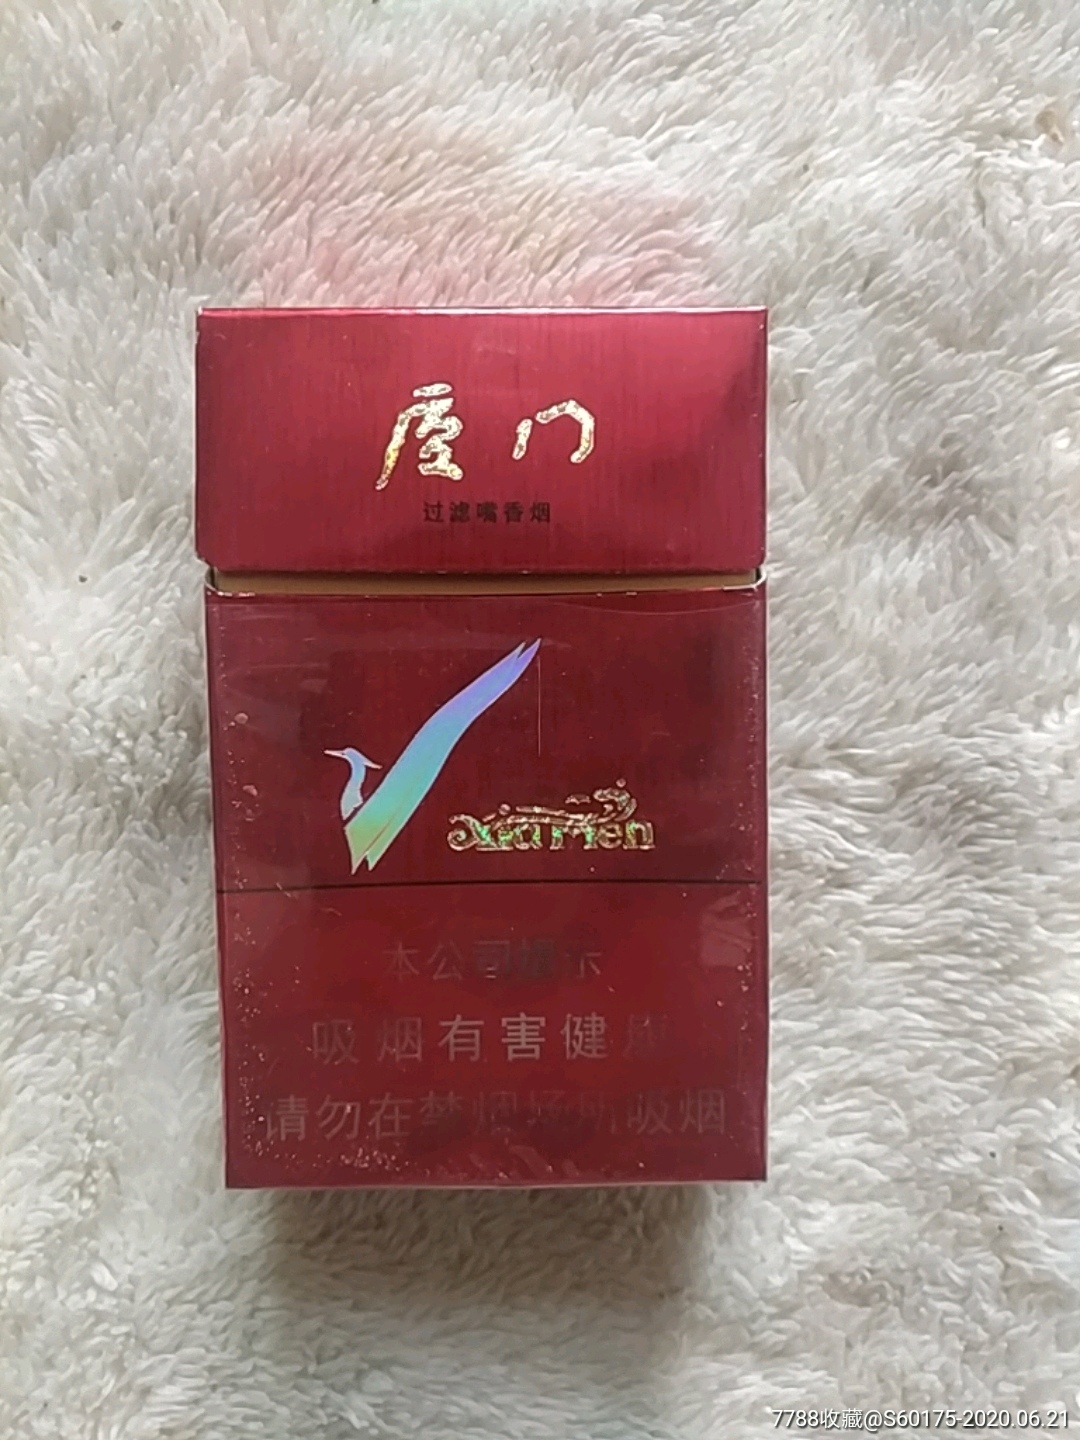 厦门
过滤嘴香烟
XiaMen
本公司提示
吸烟有害健康
请勿在禁烟场所吸烟
7788收藏@S60175-2020.06.21